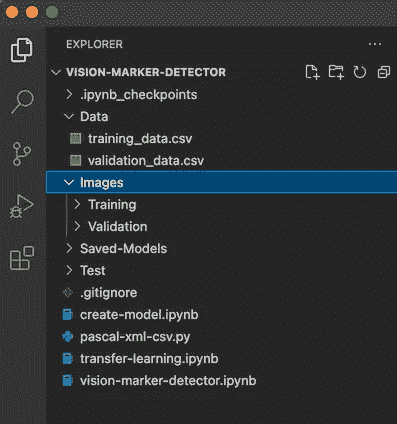 EXPLORER
VISION-MARKER-DETECTOR
.ipynb_checkpoints
Data
training_data.csv
validation_data.csv
Images
Training
Validation
Saved-Models
Test
.gitignore
create-model.ipynb
pascal-xml-csv.py
transfer-learning.ipynb
vision-marker-detector.ipynb